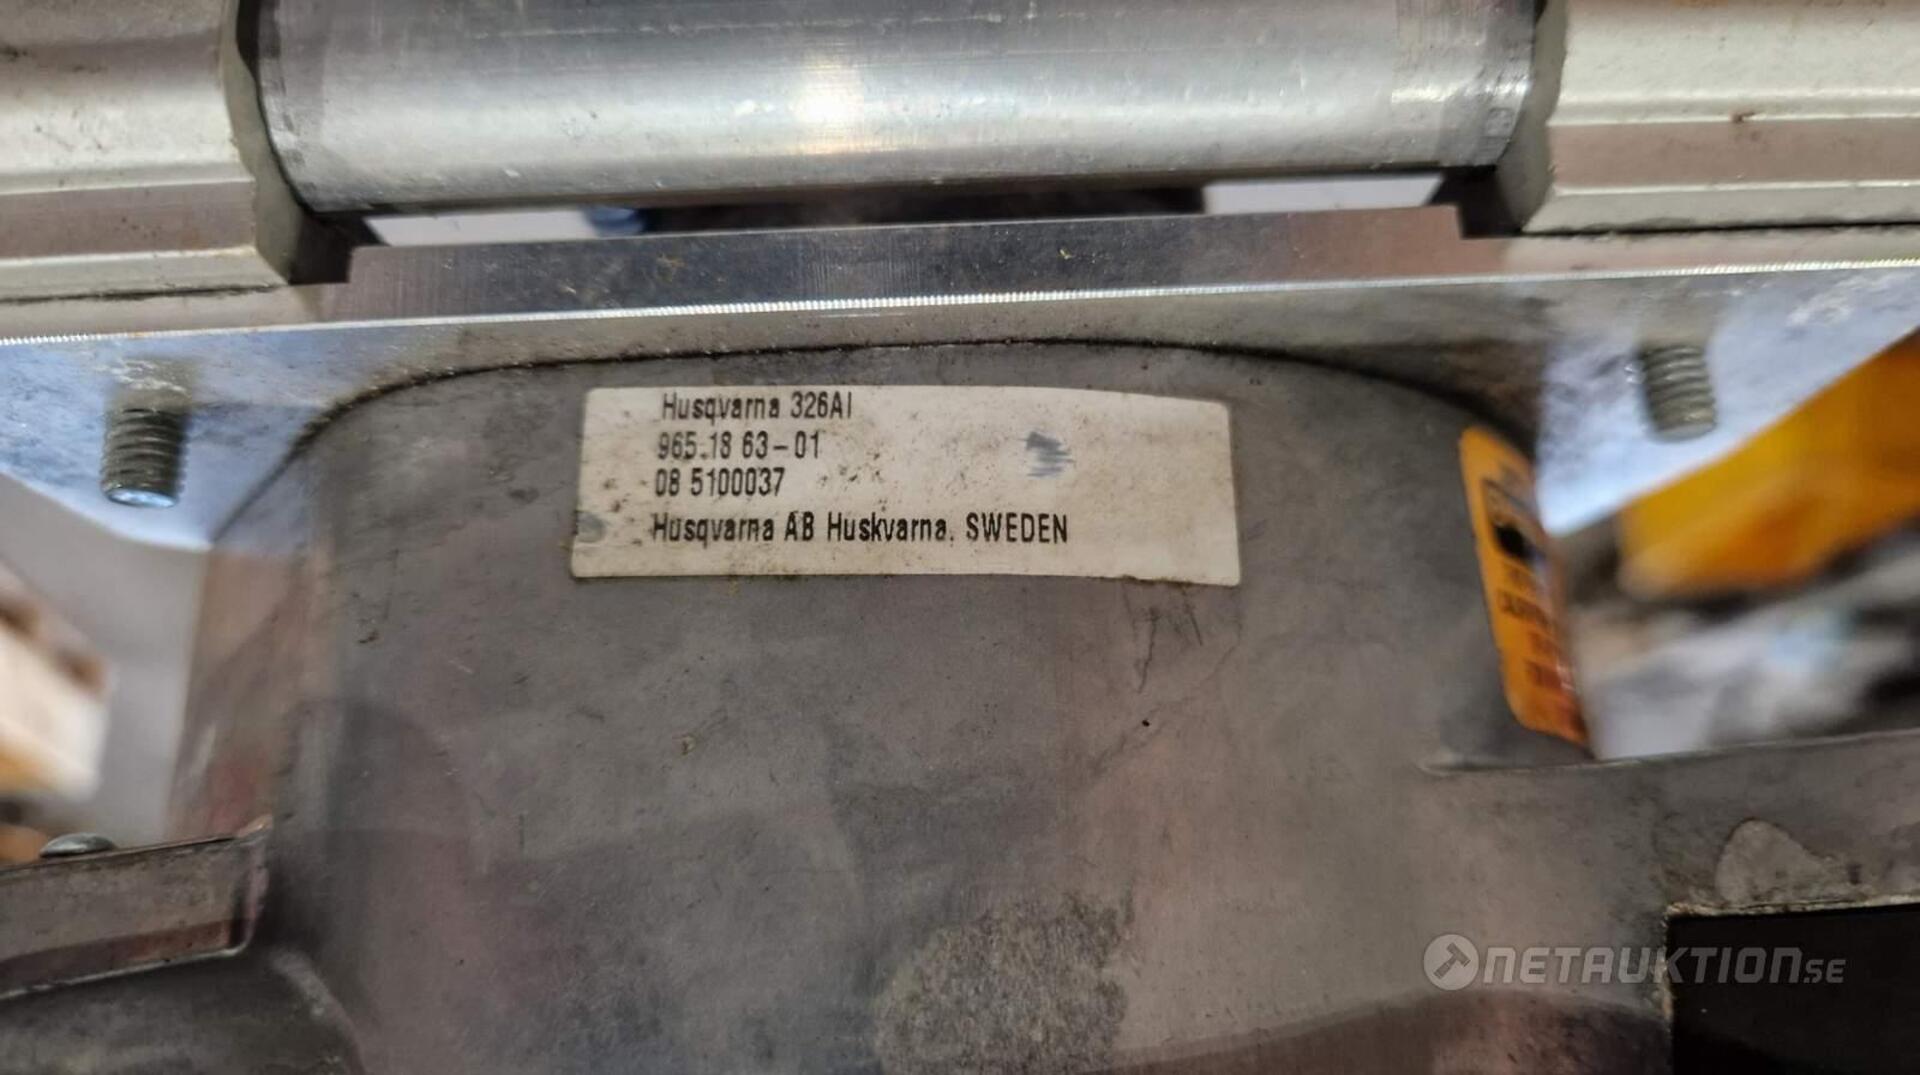 Husqvarna 326AI
965 18 63-01
08 5100037
Husqvarna AB Huskvarna, SWEDEN
NETAUKTION.SE